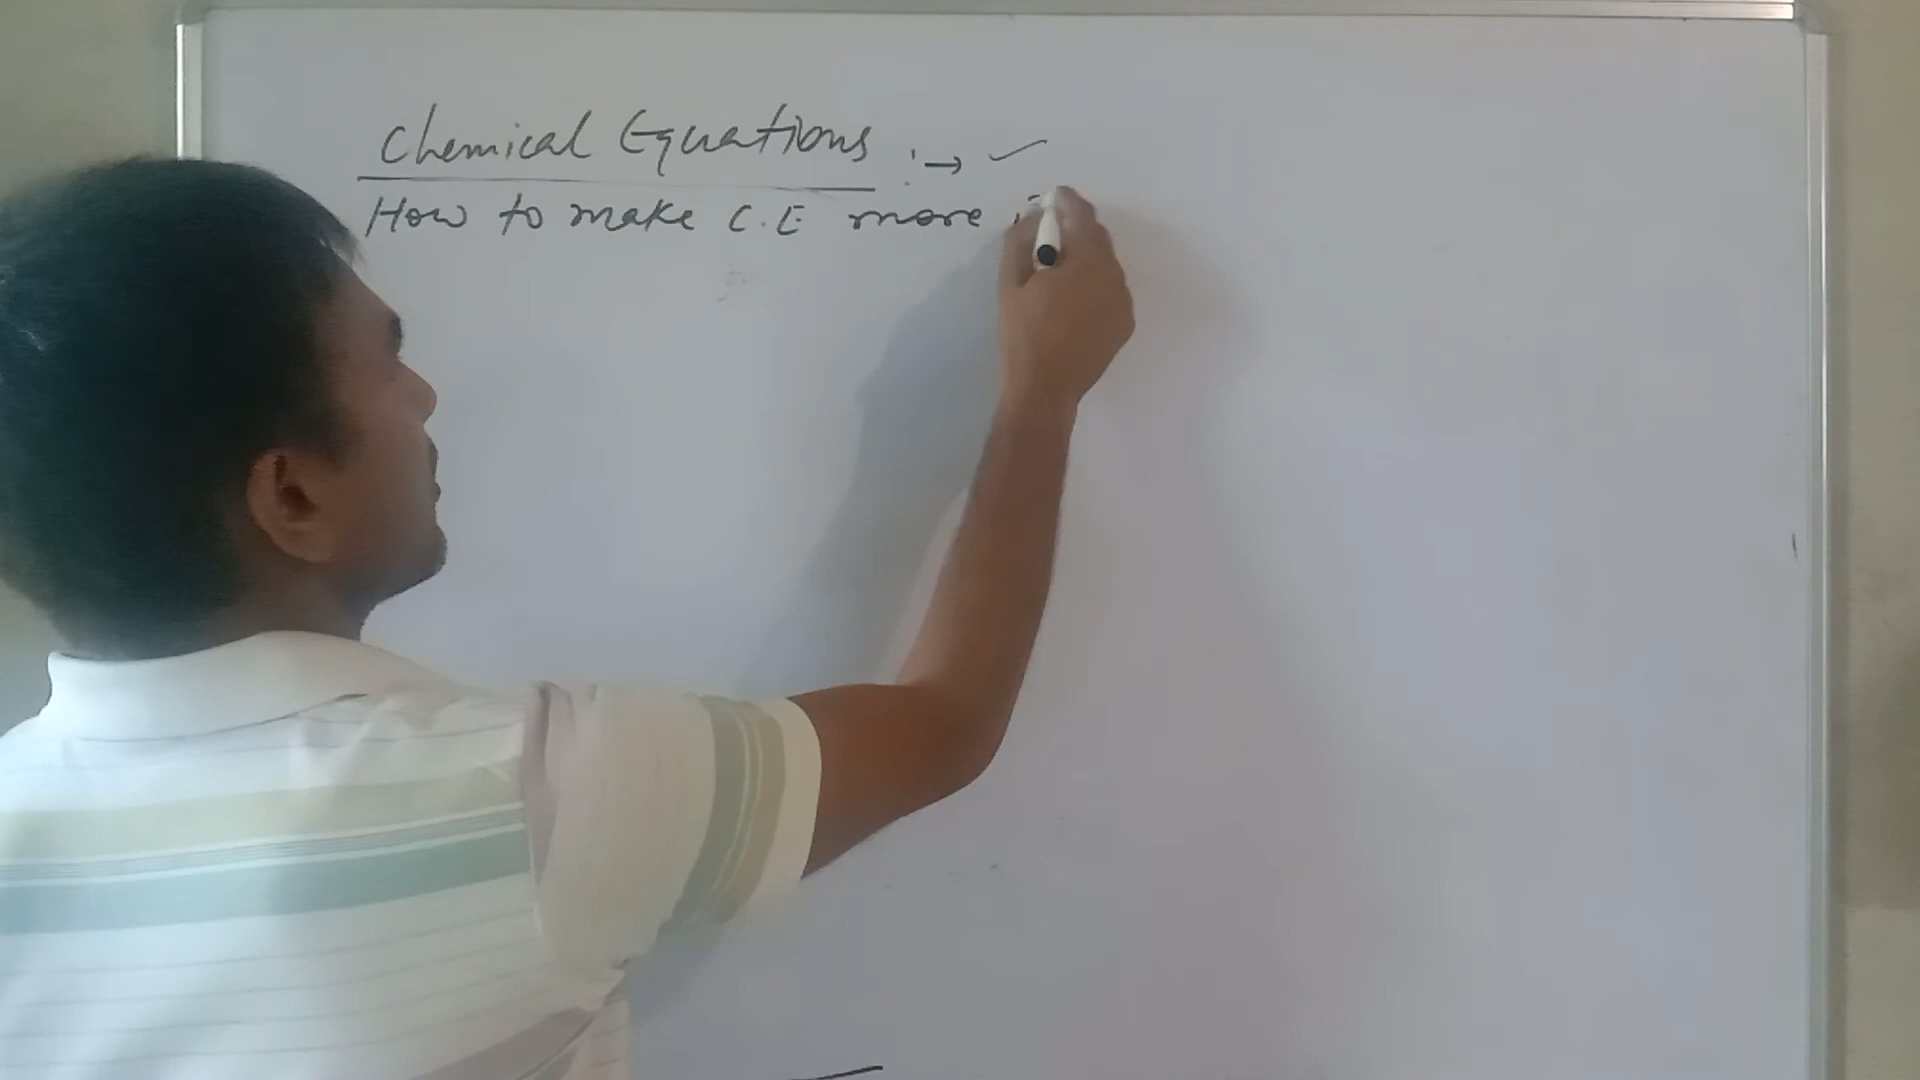 Chemical Equations :→ ✓
How to make C.E more